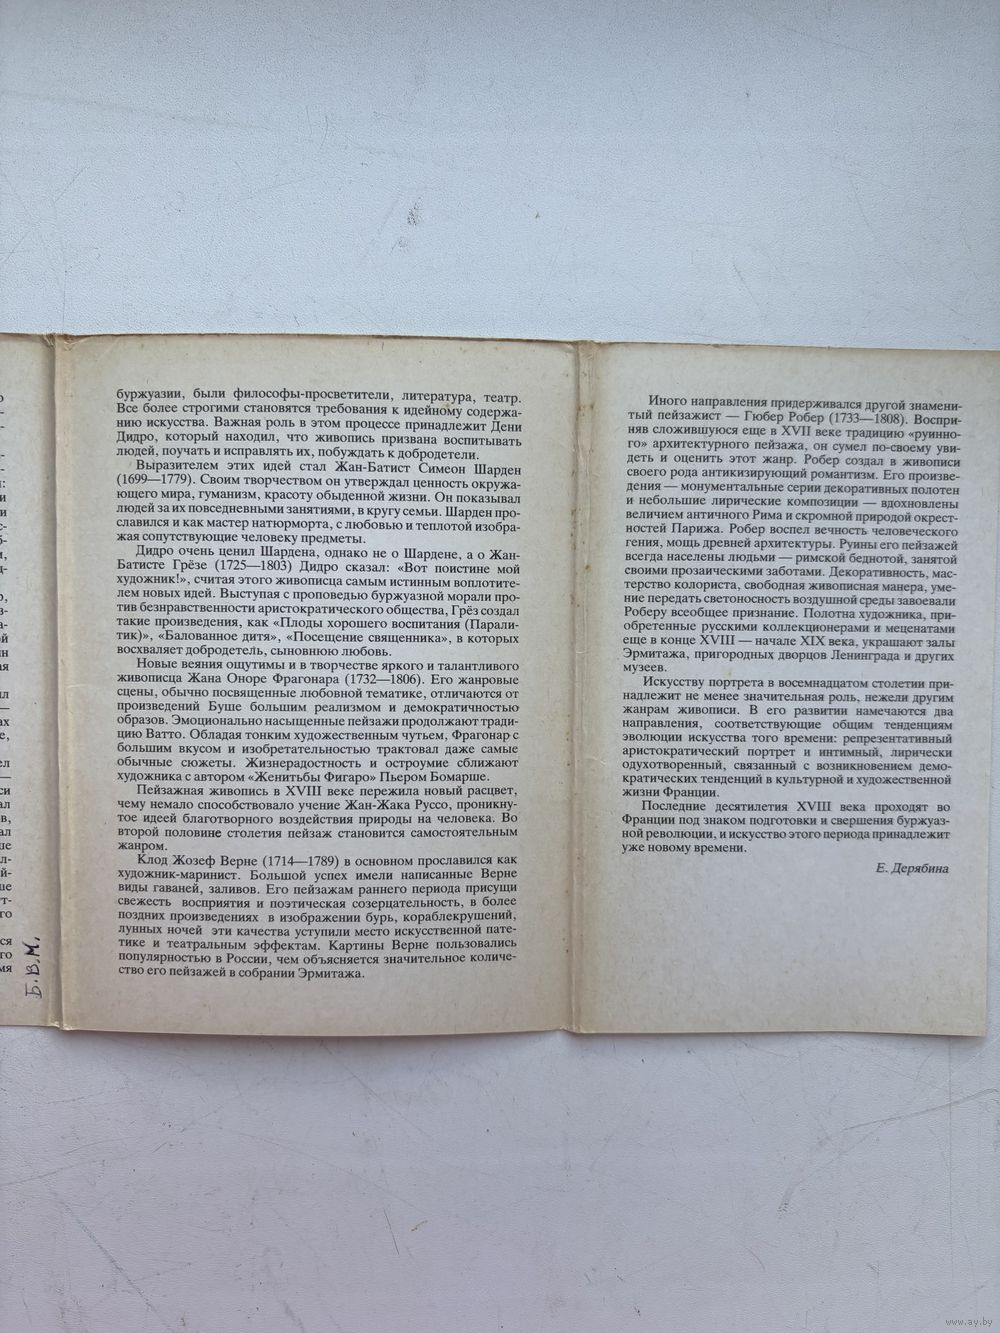 буржуазии, были философы-просветители, литература, театр.
Все более строгими становятся требования к идейному содержа-
нию искусства. Важная роль в этом процессе принадлежит Дени
Дидро, который находил, что живопись призвана воспитывать
людей, поучать и исправлять их, побуждать к добродетели.
Выразителем этих идей стал Жан-Батист Симеон Шарден
(1699—1779). Своим творчеством он утверждал ценность окружа-
ющего мира, гуманизм, красоту обыденной жизни. Он показывал
людей за их повседневными занятиями, в кругу семьи. Шарден про-
славился и как мастер натюрморта, с любовью и теплотой изобра-
жая сопутствующие человеку предметы.
Дидро очень ценил Шардена, однако не о Шардене, а о Жан-
Батисте Грёзе (1725—1803) Дидро сказал: «Вот поистине мой
художник!», считая этого живописца самым истинным воплотите-
лем новых идей. Выступая с проповедью буржуазной морали про-
тив безнравственности аристократического общества, Грёз создал
такие произведения, как «Плоды хорошего воспитания (Парали-
тик)», «Балованное дитя», «Посещение священника», в которых
восхваляет добродетель, сыновнюю любовь.
Новые веяния ощутимы и в творчестве яркого и талантливого
живописца Жана Оноре Фрагонара (1732—1806). Его жанровые
сцены, обычно посвященные любовной тематике, отличаются от
произведений Буше большим реализмом и демократичностью
образов. Эмоционально насыщенные пейзажи продолжают тради-
цию Ватто. Обладая тонким художественным чутьем, Фрагонар с
большим вкусом и изобретательностью трактовал даже самые
обычные сюжеты. Жизнерадостность и остроумие сближают
художника с автором «Женитьбы Фигаро» Пьером Бомарше.
Пейзажная живопись в XVIII веке пережила новый расцвет,
чему немало способствовало учение Жан-Жака Руссо, проникну-
тое идеей благотворного воздействия природы на человека. Во
второй половине столетия пейзаж становится самостоятельным
жанром.
Клод Жозеф Верне (1714—1789) в основном прославился как
художник-маринист. Большой успех имели написанные Верне
виды гаваней, заливов. Его пейзажам раннего периода присущи
свежесть восприятия и поэтическая созерцательность, в более
поздних произведениях в изображении бурь, кораблекрушений,
лунных ночей эти качества уступили место искусственной пате-
тике и театральным эффектам. Картины Верне пользовались
популярностью в России, чем объясняется значительное количе-
ство его пейзажей в собрании Эрмитажа.
Б.В.М.
Иного направления придерживался другой знамени-
тый пейзажист — Гюбер Робер (1733—1808). Воспри-
няв сложившуюся еще в XVII веке традицию «руинно-
го» архитектурного пейзажа, он сумел по-своему уви-
деть и оценить этот жанр. Робер создал в живописи
своего рода антикизирующий романтизм. Его произве-
дения — монументальные серии декоративных полотен
и небольшие лирические композиции — вдохновлены
величием античного Рима и скромной природой окрест-
ностей Парижа. Робер воспел вечность человеческого
гения, мощь древней архитектуры. Руины его пейзажей
всегда населены людьми — римской беднотой, занятой
своими прозаическими заботами. Декоративность, мас-
терство колориста, свободная живописная манера, уме-
ние передать светоносность воздушной среды завоевали
Роберу всеобщее признание. Полотна художника, при-
обретенные русскими коллекционерами и меценатами
еще в конце XVIII — начале XIX века, украшают залы
Эрмитажа, пригородных дворцов Ленинграда и других
музеев.
Искусству портрета в восемнадцатом столетии при-
надлежит не менее значительная роль, нежели другим
жанрам живописи. В его развитии намечаются два
направления, соответствующие общим тенденциям
эволюции искусства того времени: репрезентативный
аристократический портрет и интимный, лирически
одухотворенный, связанный с возникновением демо-
кратических тенденций в культурной и художественной
жизни Франции.
Последние десятилетия XVIII века проходят во
Франции под знаком подготовки и свершения буржуаз-
ной революции, и искусство этого периода принадлежит
уже новому времени.
Е. Дерябина
www.ay.by